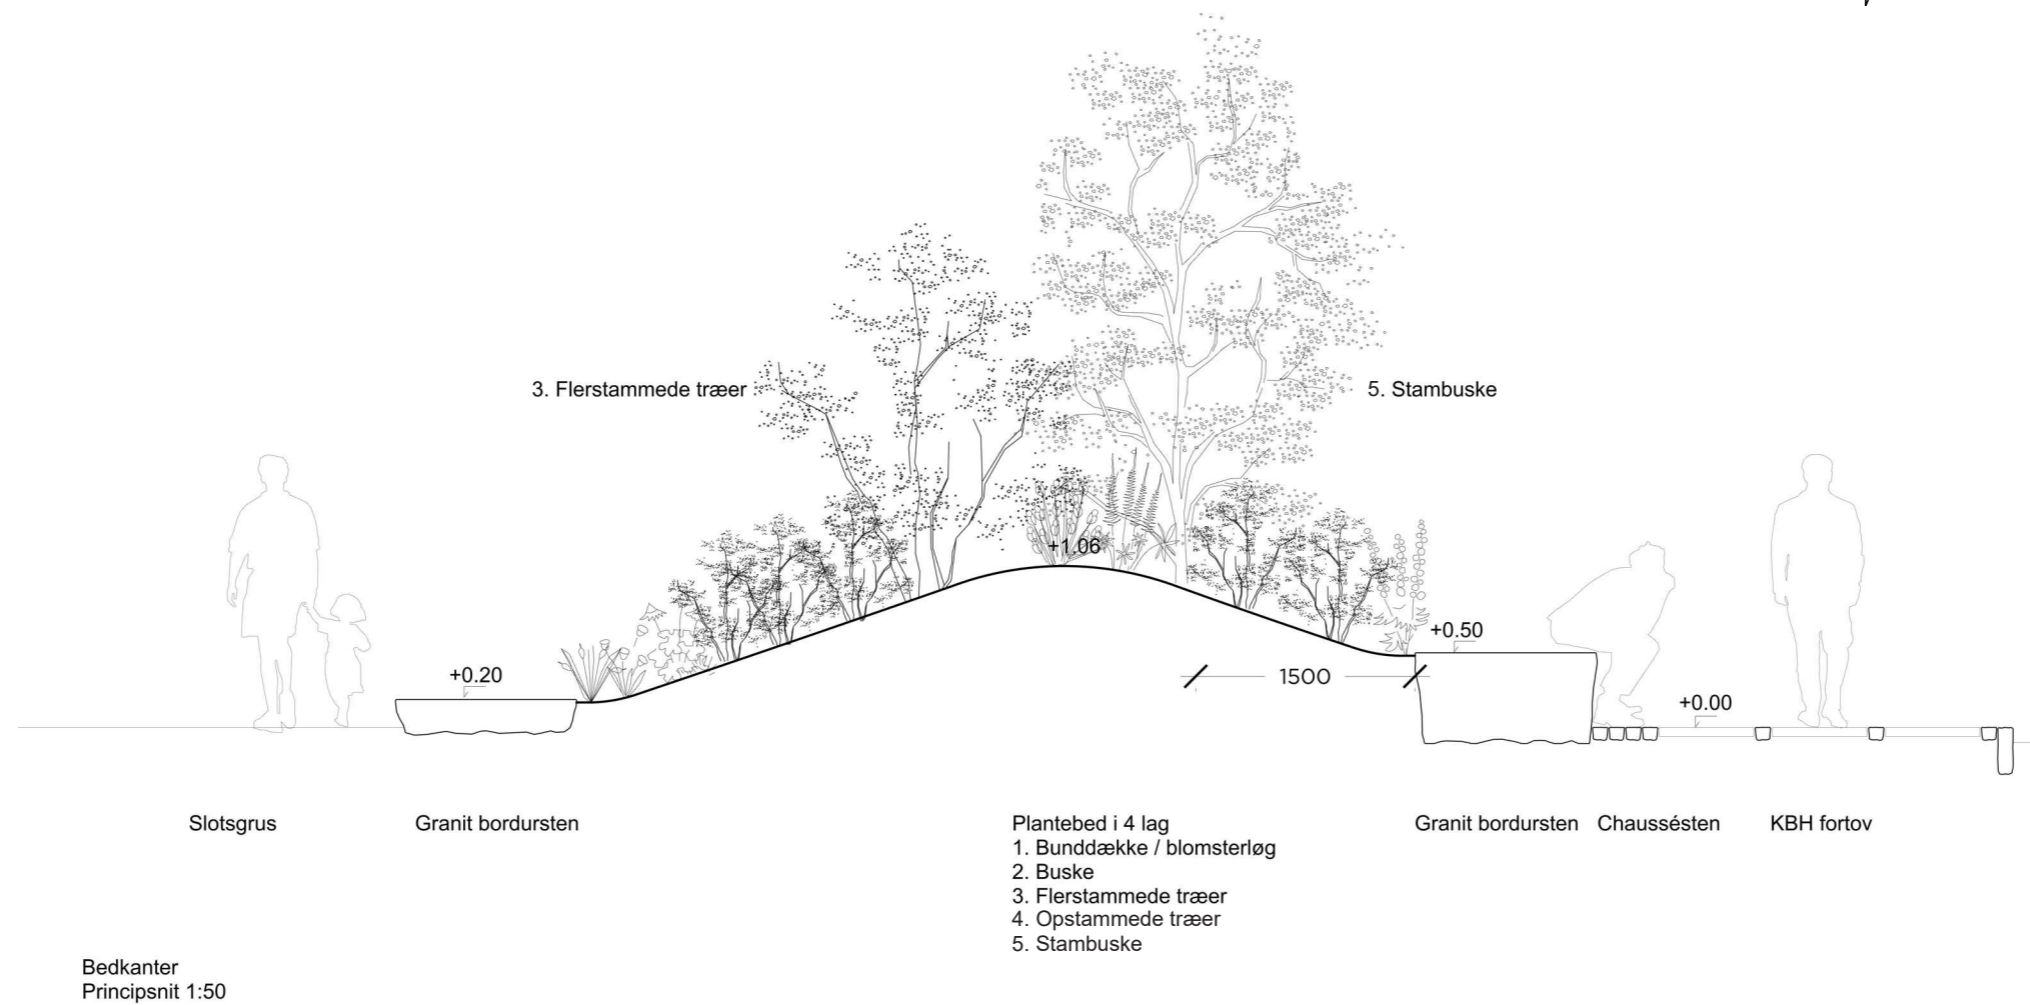 3. Flerstammede træer
5. Stambuske
+1.06
+0.50
+0.20
1500
+0.00
Slotsgrus
Granit bordursten
Plantebed i 4 lag
1. Bunddække / blomsterløg
2. Buske
3. Flerstammede træer
4. Opstammede træer
5. Stambuske
Granit bordursten
Chaussésten
KBH fortov
Bedkanter
Principsnit 1:50